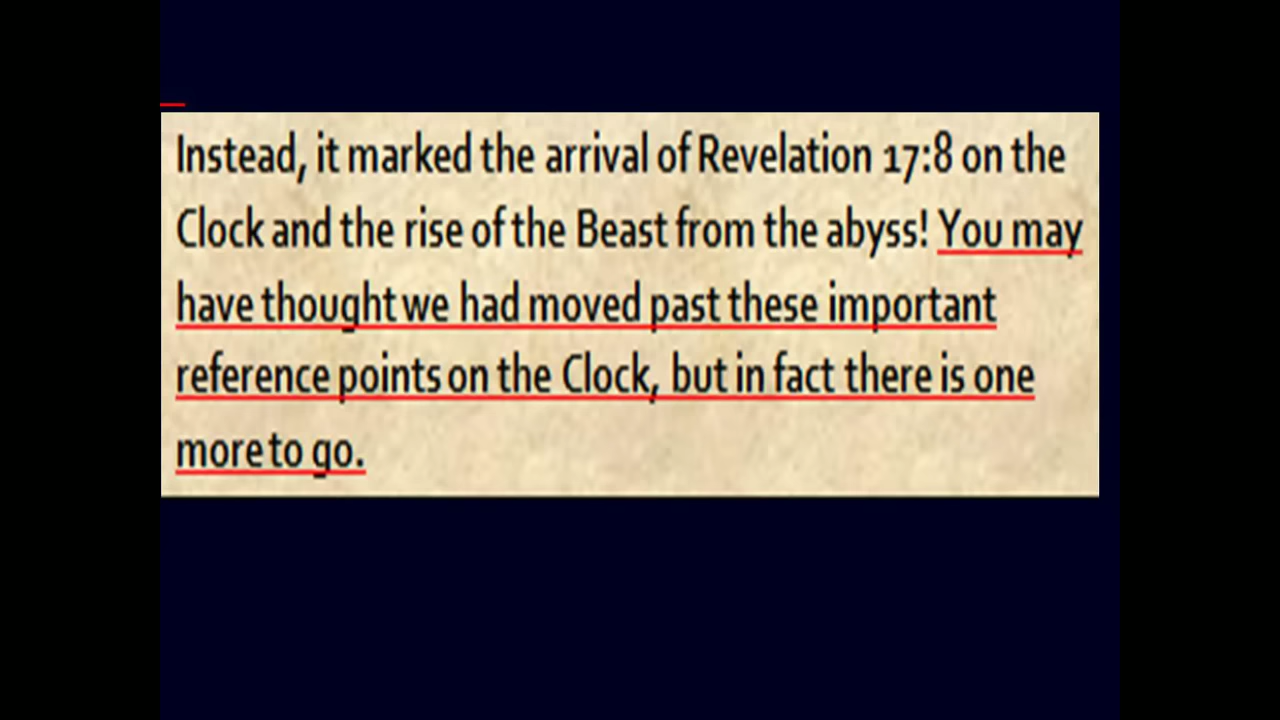 Instead, it marked the arrival of Revelation 17:8 on the
Clock and the rise of the Beast from the abyss! You may
have thought we had moved past these important
reference points on the Clock, but in fact there is one
more to go.